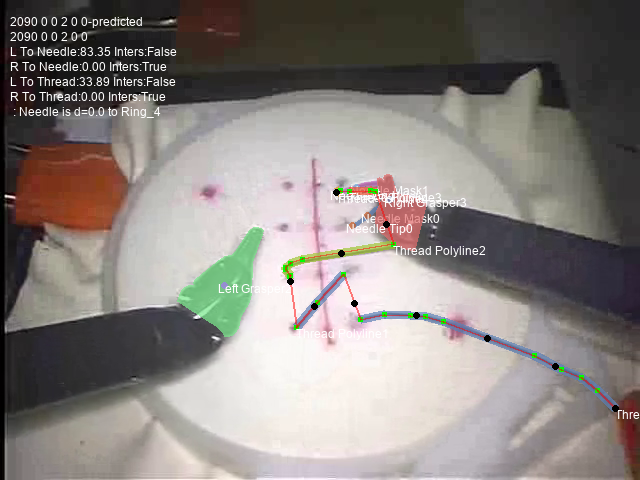 2090 0 0 2 0 0-predicted
2090 0 0 2 0 0
L To Needle:83.35 Inters:False
R To Needle:0.00 Inters:True
L To Thread:33.89 Inters:False
R To Thread:0.00 Inters:True
: Needle is d=0.0 to Ring_4
Right Grasper3
Needle Mask0
Needle Tip0
Thread Polyline2
Left Grasper
Thread Polyline1
Thre